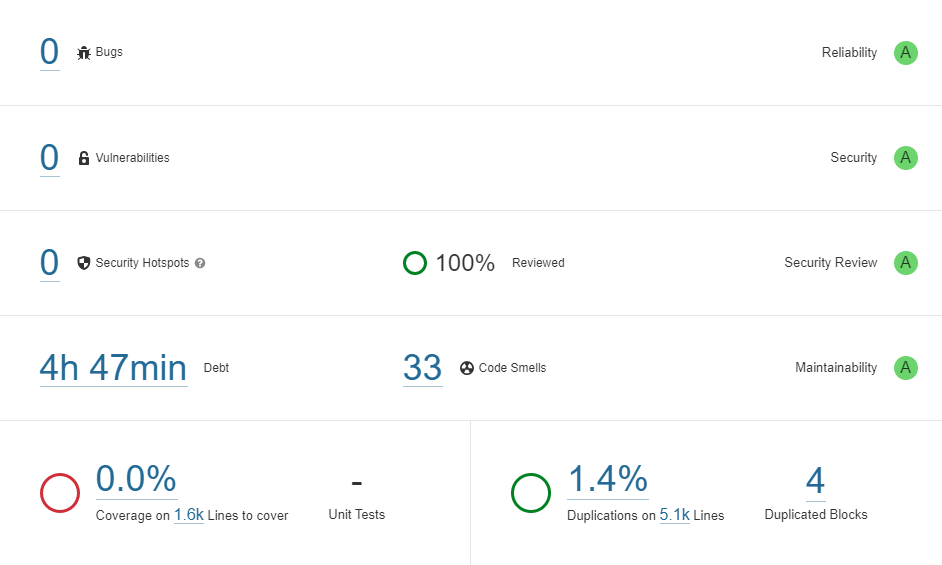 0 Bugs Reliability A
0 Vulnerabilities Security A
0 Security Hotspots ? 100% Reviewed Security Review A
4h 47min Debt 33 Code Smells Maintainability A
0.0% - 1.4% 4
Coverage on 1.6k Lines to cover Unit Tests Duplications on 5.1k Lines Duplicated Blocks